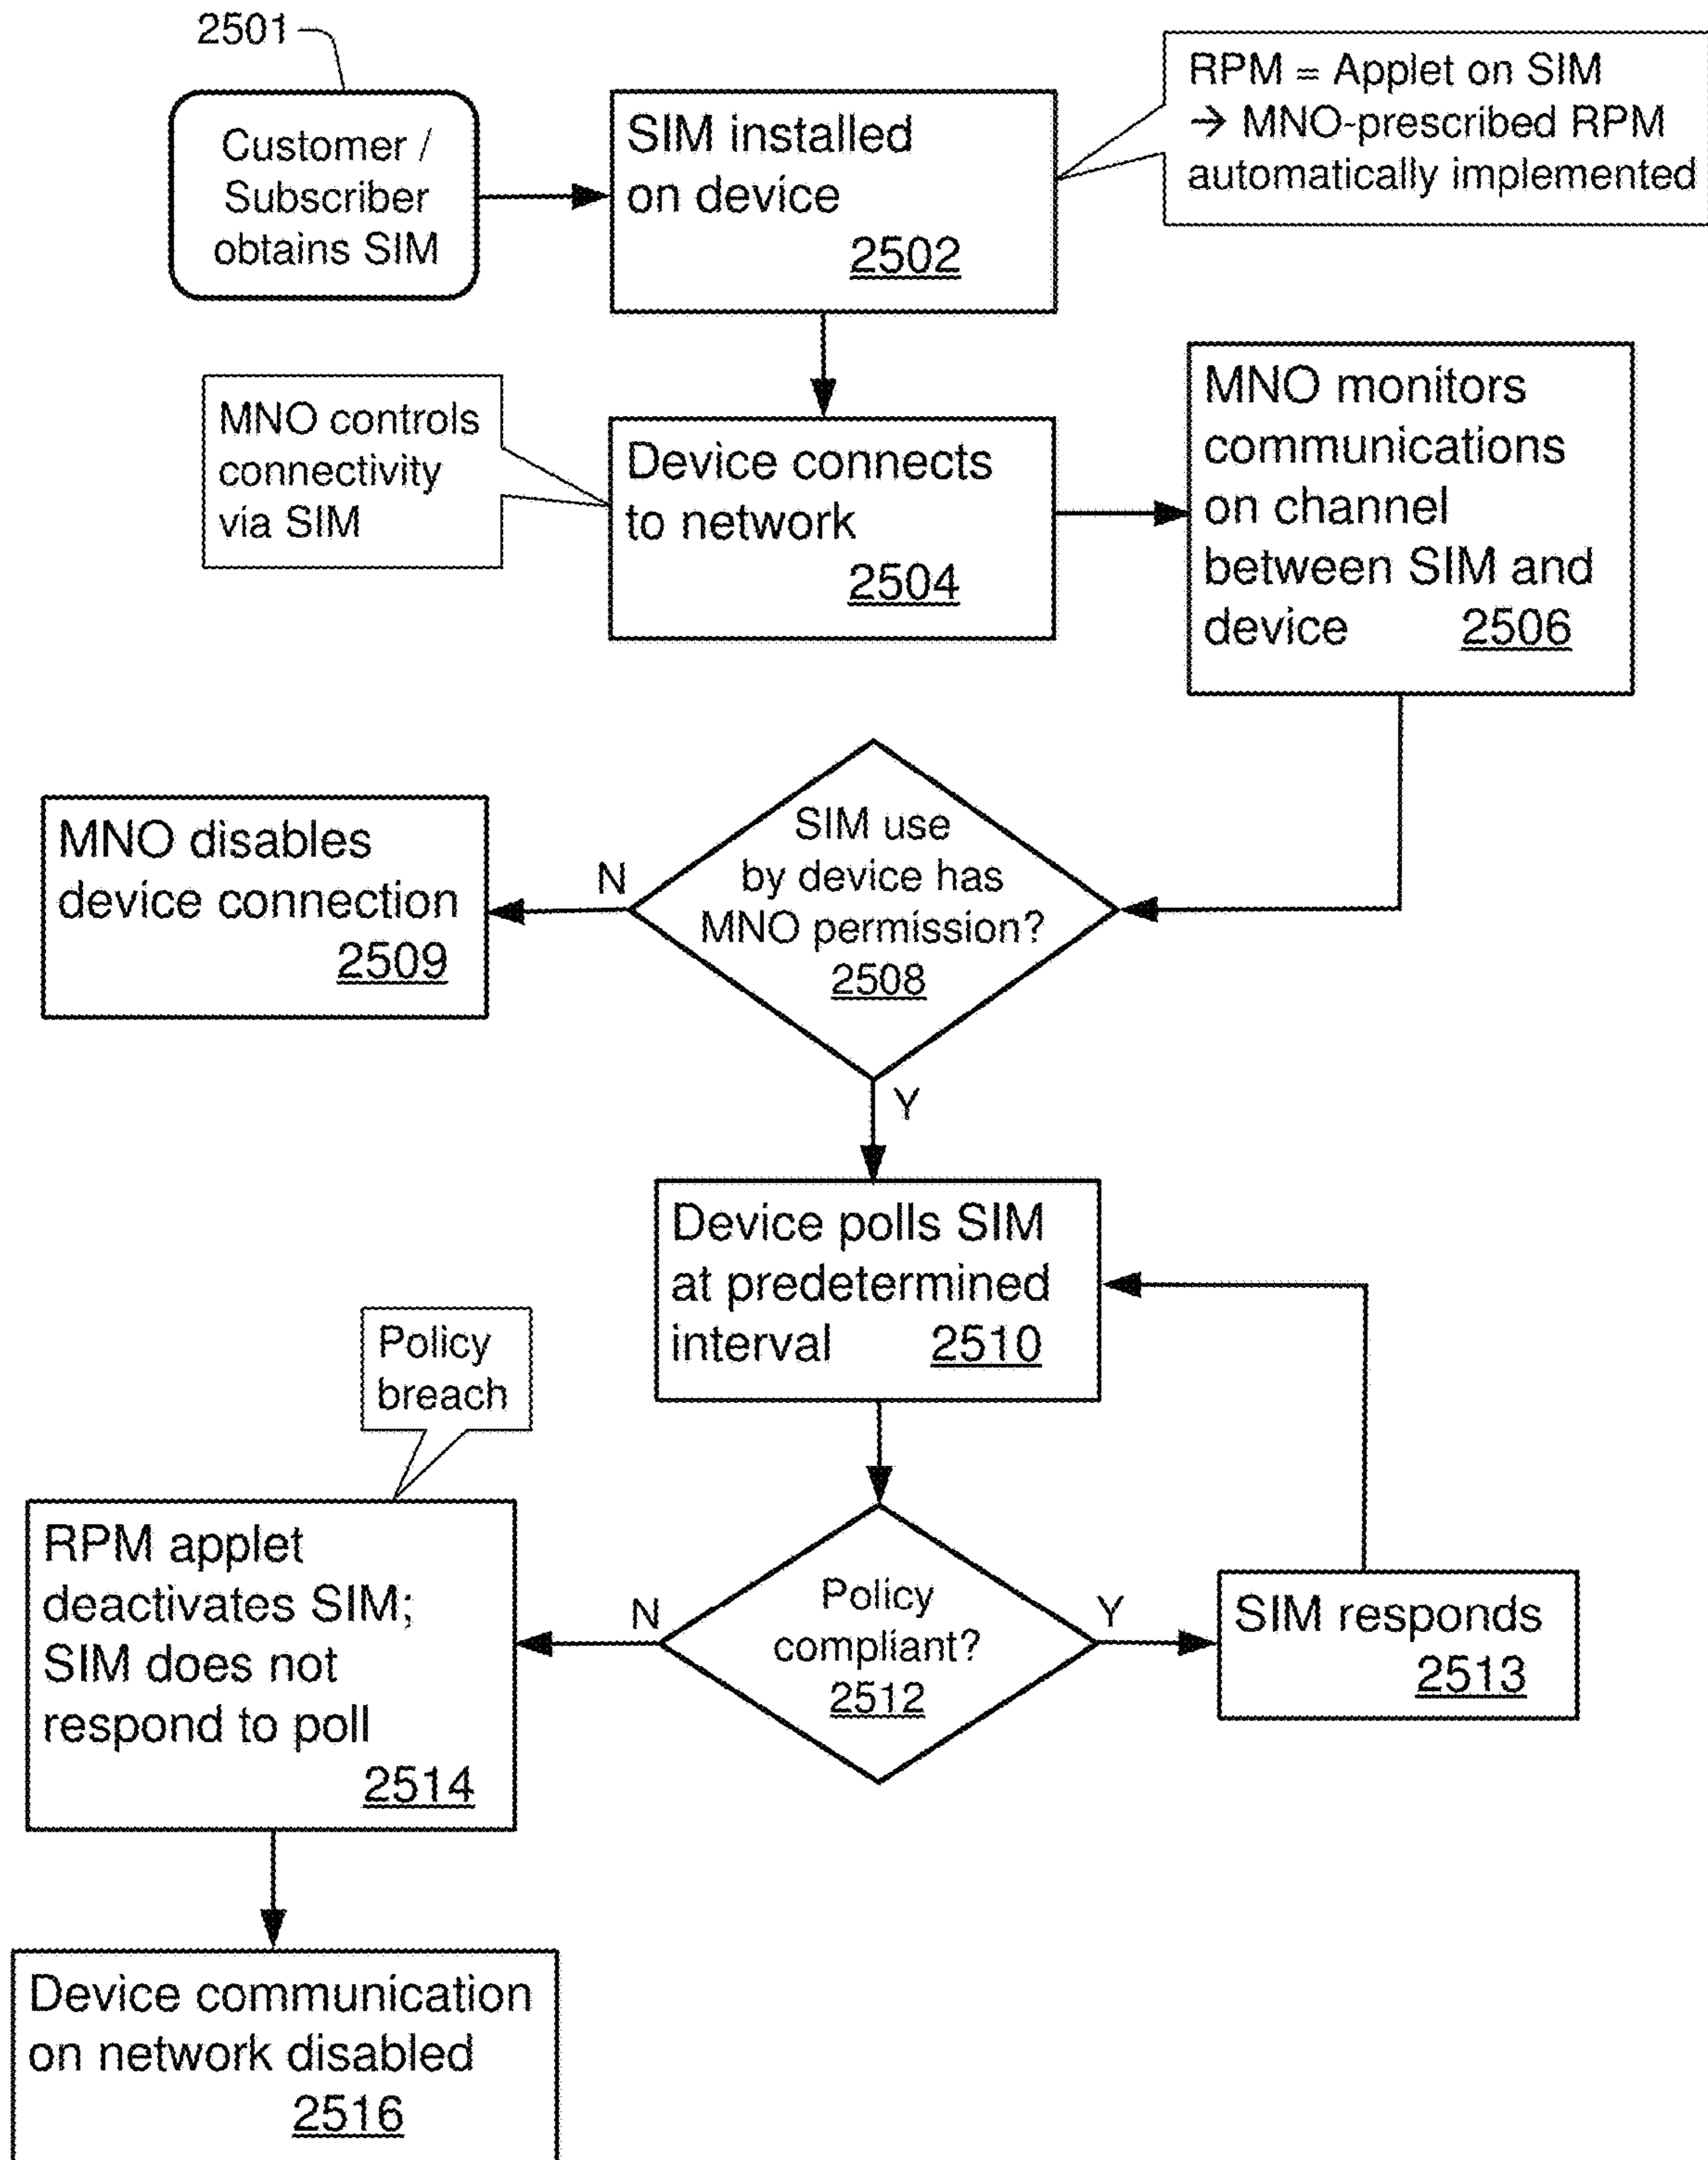 2501
Customer /
Subscriber
obtains SIM
SIM installed
on device
2502
RPM = Applet on SIM
→ MNO-prescribed RPM
automatically implemented
MNO controls
connectivity
via SIM
Device connects
to network
2504
MNO monitors
communications
on channel
between SIM and
device 2506
SIM use
by device has
MNO permission?
2508
N
MNO disables
device connection
2509
Y
Device polls SIM
at predetermined
interval 2510
Policy
compliant?
2512
Y
SIM responds
2513
N
Policy
breach
RPM applet
deactivates SIM;
SIM does not
respond to poll
2514
Device communication
on network disabled
2516